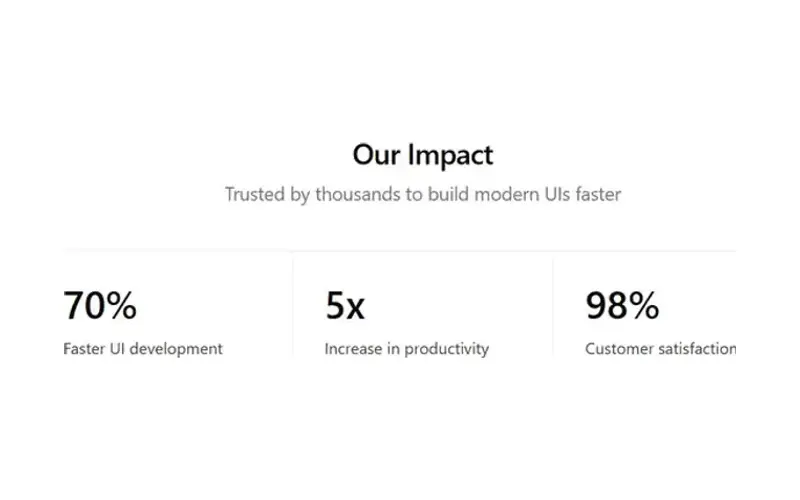 Our Impact
Trusted by thousands to build modern UIs faster
70%
5x
98%
Faster UI development
Increase in productivity
Customer satisfaction